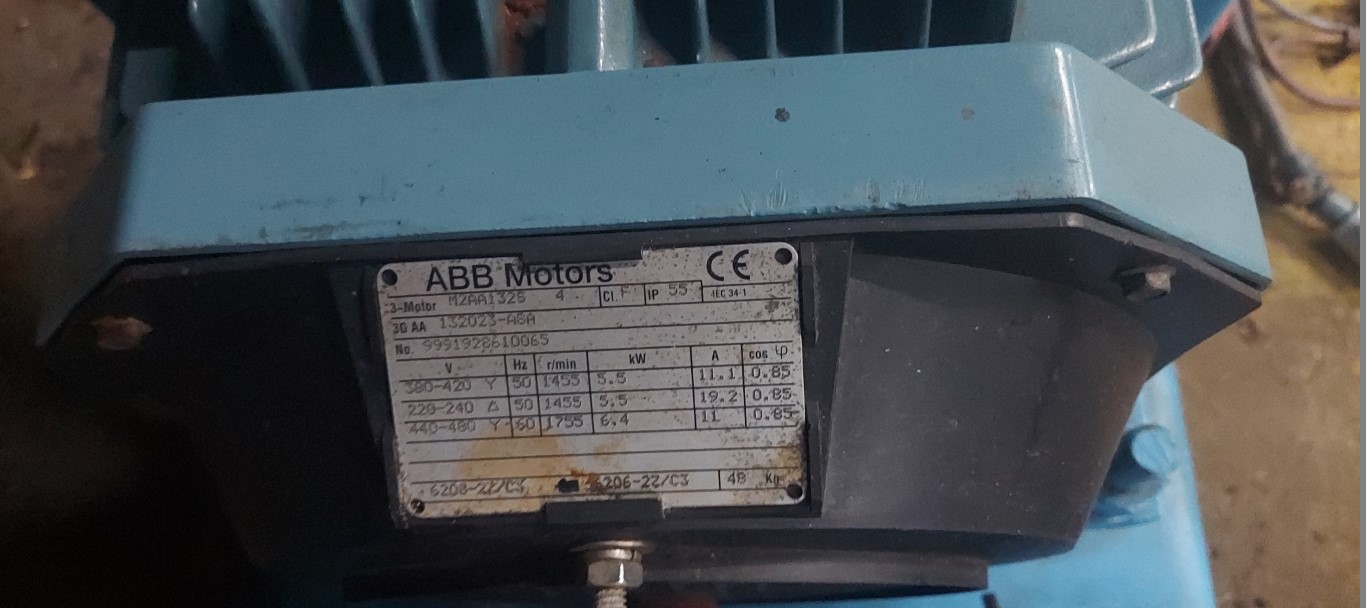 ABB Motors CE
3~Motor M2AA132S 4 Cl. F IP 55 IEC 34-1
3G AA 132023-ASA
No. 9991928610065
V Hz r/min kW A cos φ
380-420 Y 50 1455 5.5 11.1 0.85
220-240 Δ 50 1455 5.5 19.2 0.85
440-480 Y 60 1755 6.4 11 0.85
6208-2Z/C3 6206-2Z/C3 48 Kg